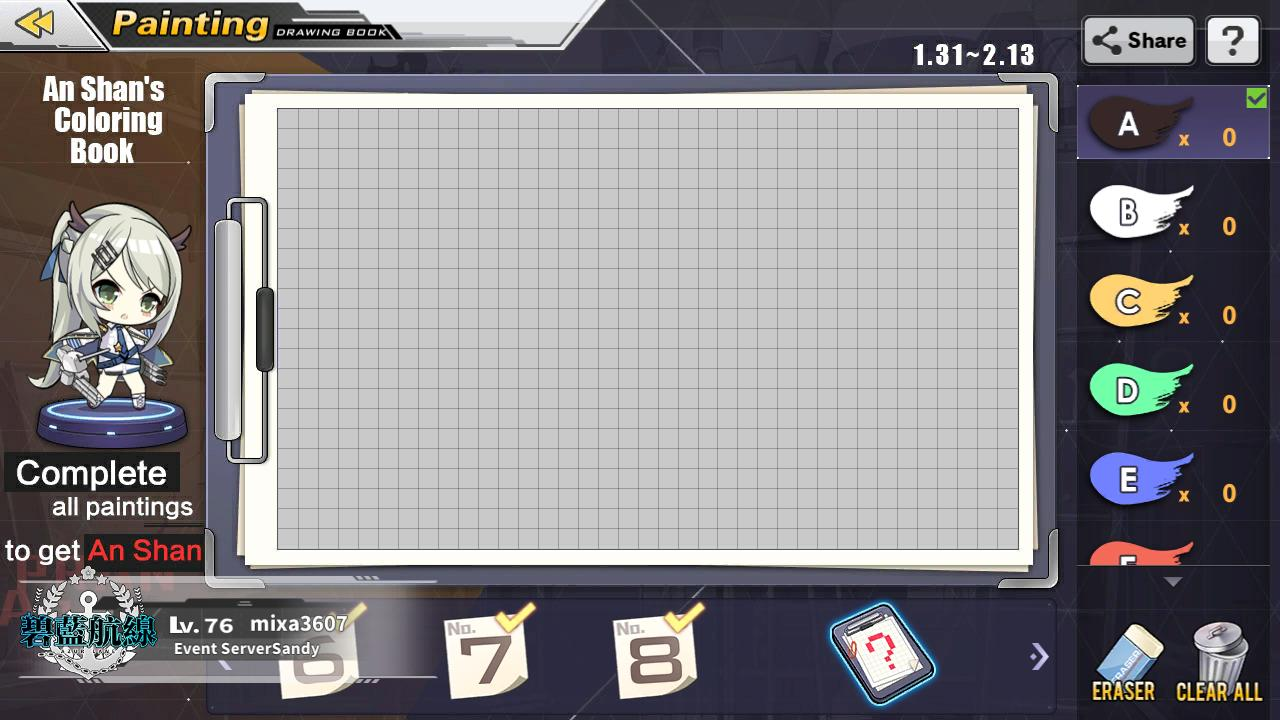 Painting
DRAWING BOOK
1.31~2.13
Share
?
An Shan's
Coloring
Book
A x 0
B x 0
C x 0
D x 0
E x 0
Complete
all paintings
to get An Shan
碧藍航線
Lv. 76 mixa3607
Event ServerSandy
6
No.
7
No.
8
?
ERASER
ERASER
CLEAR ALL